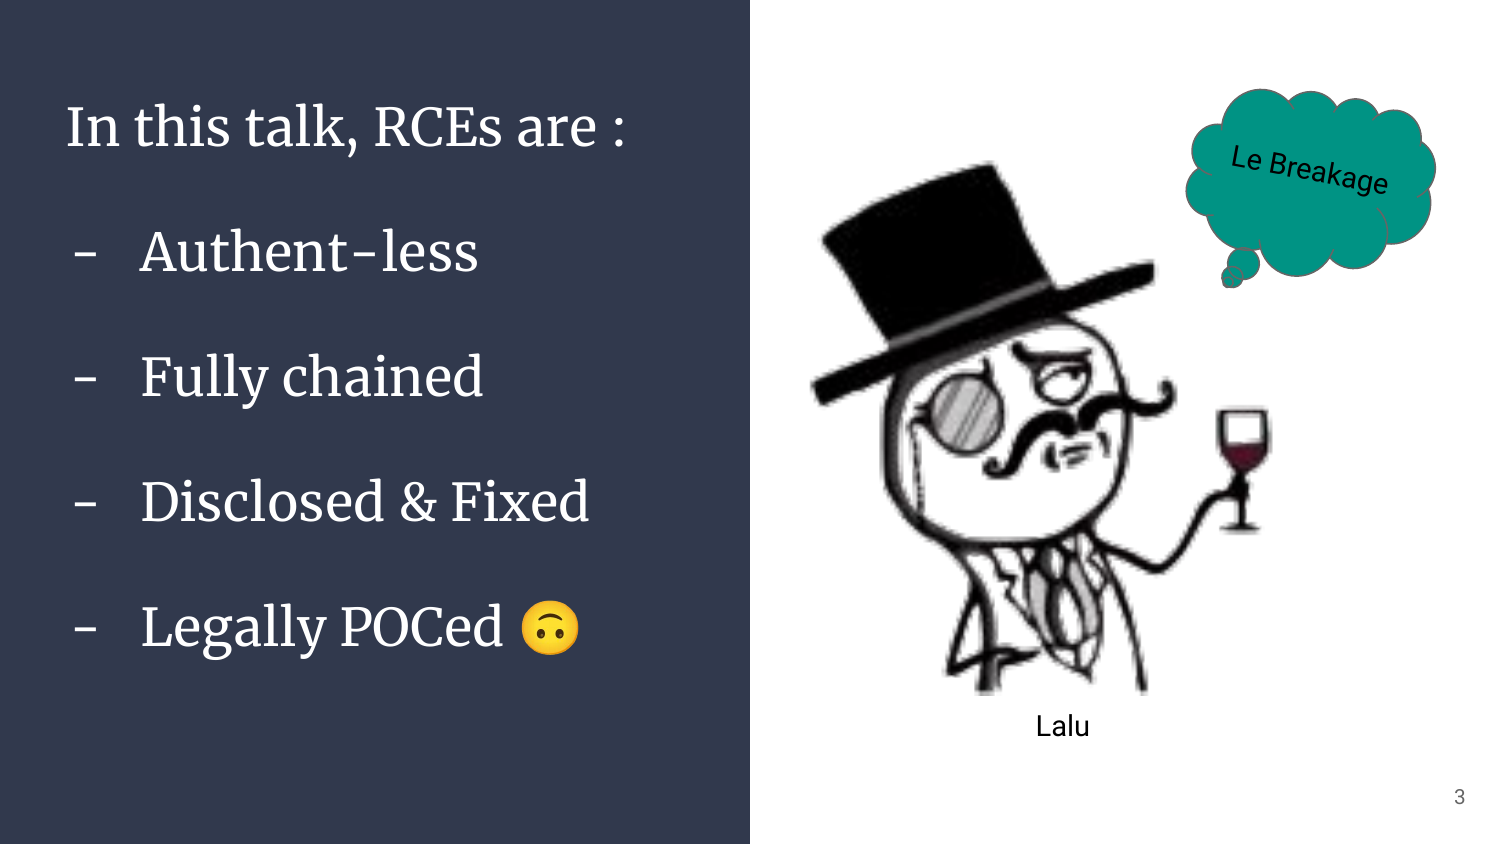 In this talk, RCEs are :
- Authent-less
- Fully chained
- Disclosed & Fixed
- Legally POCed 🙃
Le Breakage
Lalu
3